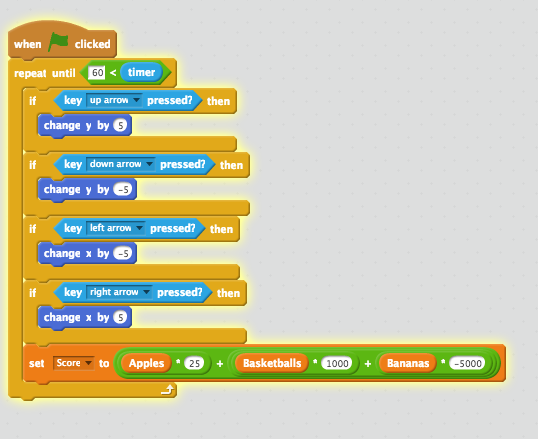 when clicked
repeat until 60 < timer
if key up arrow pressed? then
change y by 5
if key down arrow pressed? then
change y by -5
if key left arrow pressed? then
change x by -5
if key right arrow pressed? then
change x by 5
set Score to Apples * 25 + Basketballs * 1000 + Bananas * -5000